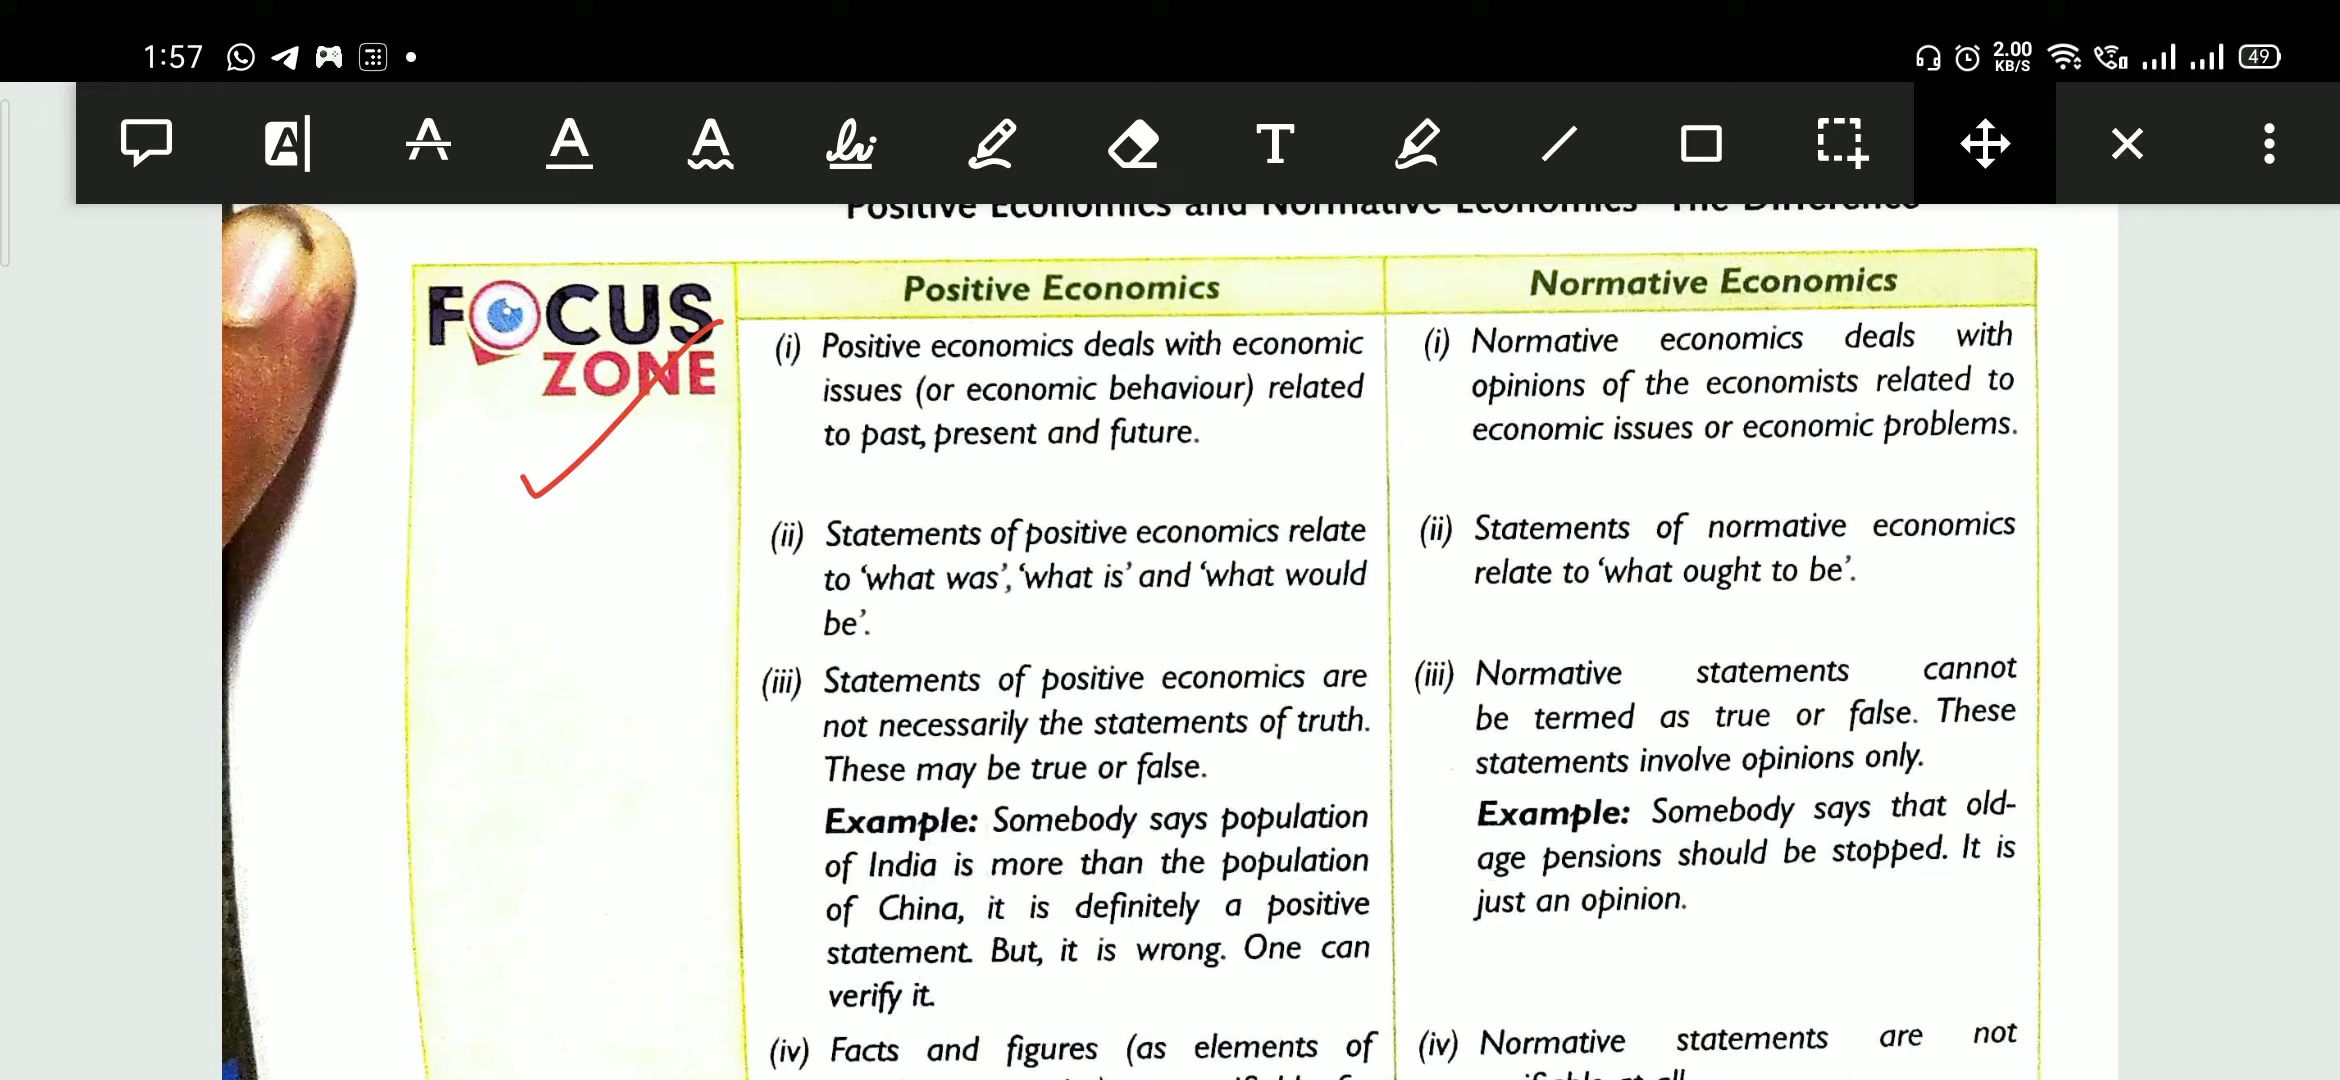 1:57
2.00
KB/S
49
Positive Economics and Normative Economics The Difference
FOCUS
ZONE
Positive Economics
(i) Positive economics deals with economic
issues (or economic behaviour) related
to past, present and future.
(ii) Statements of positive economics relate
to ‘what was’, ‘what is’ and ‘what would
be’.
(iii) Statements of positive economics are
not necessarily the statements of truth.
These may be true or false.
Example: Somebody says population
of India is more than the population
of China, it is definitely a positive
statement. But, it is wrong. One can
verify it.
(iv) Facts and figures (as elements of
Normative Economics
(i) Normative economics deals with
opinions of the economists related to
economic issues or economic problems.
(ii) Statements of normative economics
relate to ‘what ought to be’.
(iii) Normative statements cannot
be termed as true or false. These
statements involve opinions only.
Example: Somebody says that old-
age pensions should be stopped. It is
just an opinion.
(iv) Normative statements are not